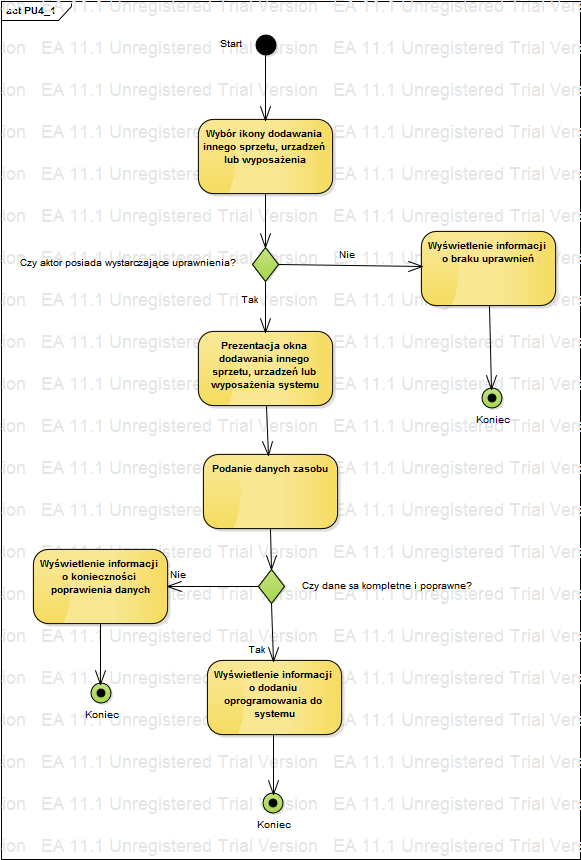 act PU4_1
Start
Wybór ikony dodawania
innego sprzetu, urzadzeń
lub wyposażenia
Czy aktor posiada wystarczające uprawnienia?
Nie
Wyświetlenie informacji
o braku uprawnień
Tak
Koniec
Prezentacja okna
dodawania innego
sprzetu, urzadzeń lub
wyposażenia systemu
Podanie danych zasobu
Czy dane sa kompletne i poprawne?
Nie
Wyświetlenie informacji
o konieczności
poprawienia danych
Koniec
Tak
Wyświetlenie informacji
o dodaniu
oprogramowania do
systemu
Koniec
EA 11.1 Unregistered Trial Version